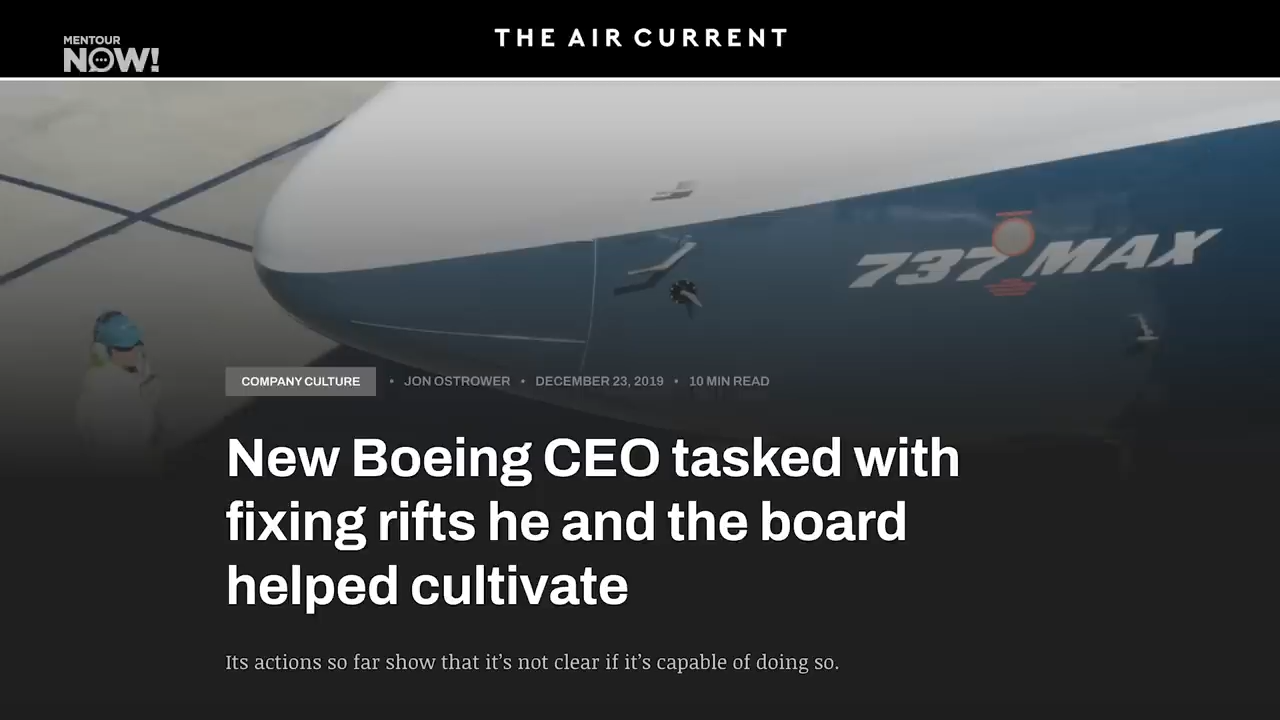 THE AIR CURRENT
MENTOUR
NOW!
737 MAX
COMPANY CULTURE • JON OSTROWER • DECEMBER 23, 2019 • 10 MIN READ
New Boeing CEO tasked with
fixing rifts he and the board
helped cultivate
Its actions so far show that it’s not clear if it’s capable of doing so.